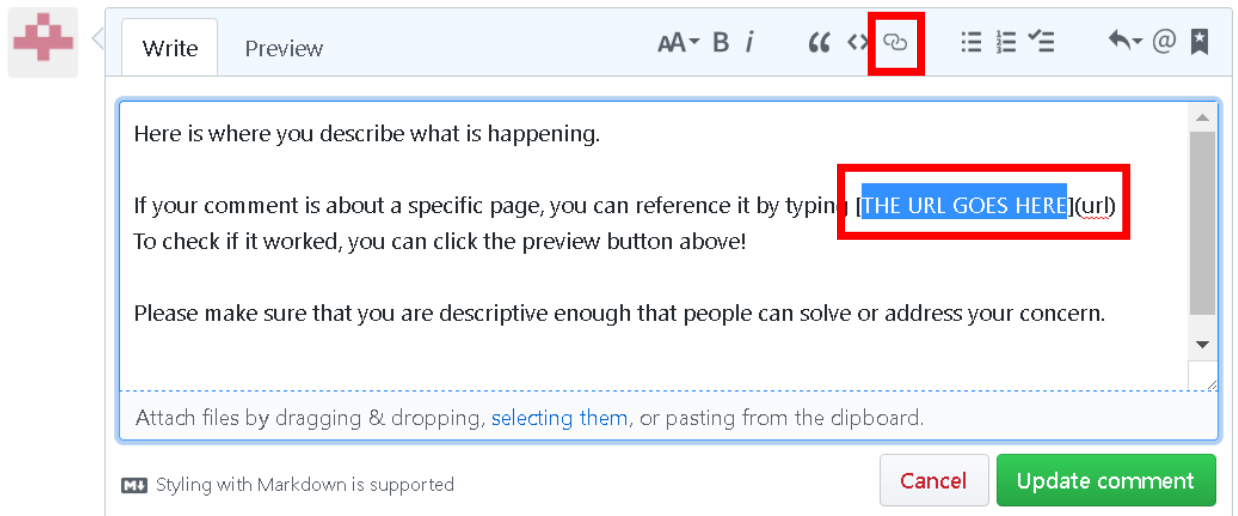 Write Preview AA B i
Here is where you describe what is happening.
If your comment is about a specific page, you can reference it by typing [THE URL GOES HERE](url)
To check if it worked, you can click the preview button above!
Please make sure that you are descriptive enough that people can solve or address your concern.
Attach files by dragging & dropping, selecting them, or pasting from the clipboard.
M↓ Styling with Markdown is supported Cancel Update comment